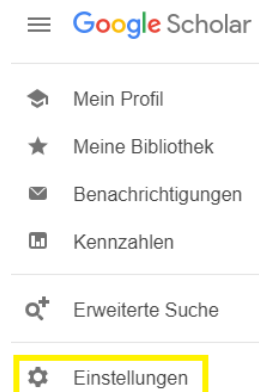 Google Scholar
Mein Profil
Meine Bibliothek
Benachrichtigungen
Kennzahlen
Erweiterte Suche
Einstellungen